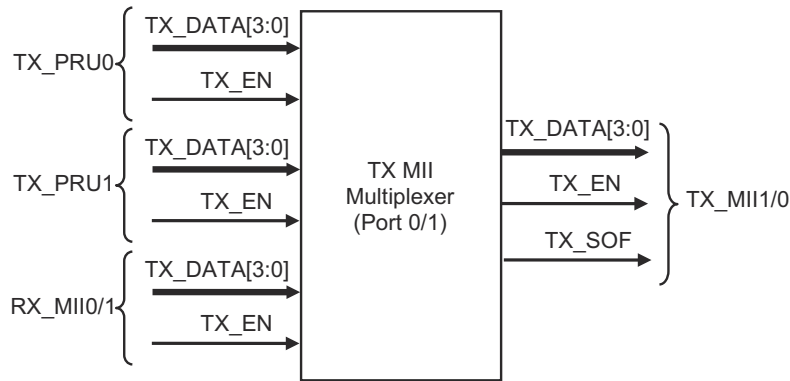 TX_DATA[3:0]
TX_PRU0
TX_EN
TX_DATA[3:0]
TX_PRU1
TX_EN
TX_DATA[3:0]
RX_MII0/1
TX_EN
TX MII
Multiplexer
(Port 0/1)
TX_DATA[3:0]
TX_EN
TX_MII1/0
TX_SOF